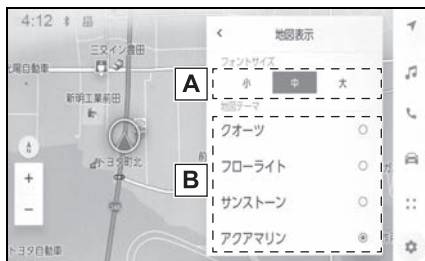 4:12
地図表示
フォントサイズ
小 中 大
地図テーマ
A
B
クオーツ
フローライト
サンストーン
アクアマリン
三交イン豊田
新明工業前田
トヨタ町北
前
トヨタ自動車
+
−